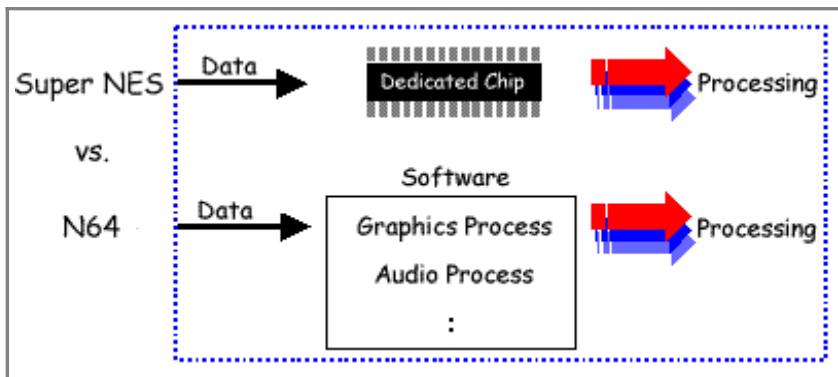 Super NES
Data
Dedicated Chip
Processing
vs.
N64
Data
Software
Graphics Process
Audio Process
:
Processing